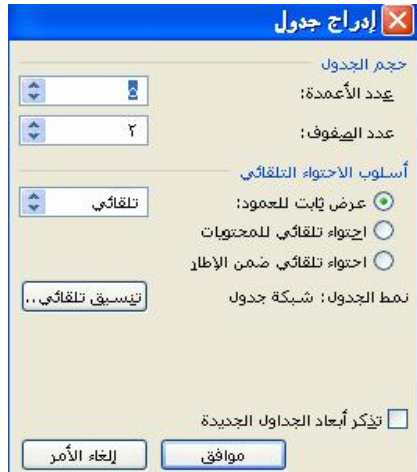 إدراج جدول
حجم الجدول
عدد الأعمدة: ٥
عدد الصفوف: ٢
أسلوب الاحتواء التلقائي
عرض ثابت للعمود: تلقائي
احتواء تلقائي للمحتويات
احتواء تلقائي ضمن الإطار
نمط الجدول: شبكة جدول تنسيق تلقائي..
تذكر أبعاد الجداول الجديدة
موافق إلغاء الأمر